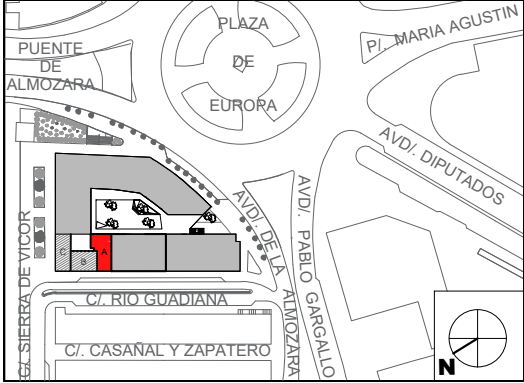 PLAZA
DE
EUROPA
P/. MARIA AGUSTIN
PUENTE
DE
ALMOZARA
AVD/. DIPUTADOS
AVD/. DE LA ALMOZARA
AVD/. PABLO GARGALLO
C/. SIERRA DE VICOR
C
B
A
C/. RIO GUADIANA
C/. CASAÑAL Y ZAPATERO
N